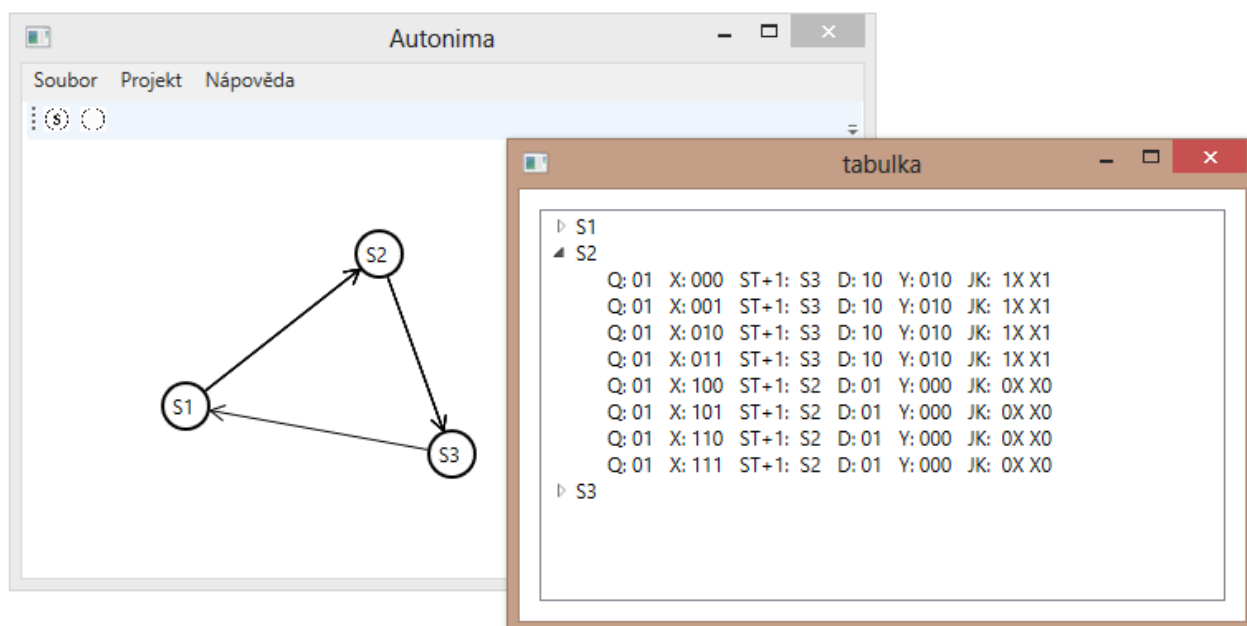 Autonima
Soubor Projekt Nápověda
S
tabulka
S1
S2
Q: 01 X: 000 ST+1: S3 D: 10 Y: 010 JK: 1X X1
Q: 01 X: 001 ST+1: S3 D: 10 Y: 010 JK: 1X X1
Q: 01 X: 010 ST+1: S3 D: 10 Y: 010 JK: 1X X1
Q: 01 X: 011 ST+1: S3 D: 10 Y: 010 JK: 1X X1
Q: 01 X: 100 ST+1: S2 D: 01 Y: 000 JK: 0X X0
Q: 01 X: 101 ST+1: S2 D: 01 Y: 000 JK: 0X X0
Q: 01 X: 110 ST+1: S2 D: 01 Y: 000 JK: 0X X0
Q: 01 X: 111 ST+1: S2 D: 01 Y: 000 JK: 0X X0
S3
S2
S1
S3